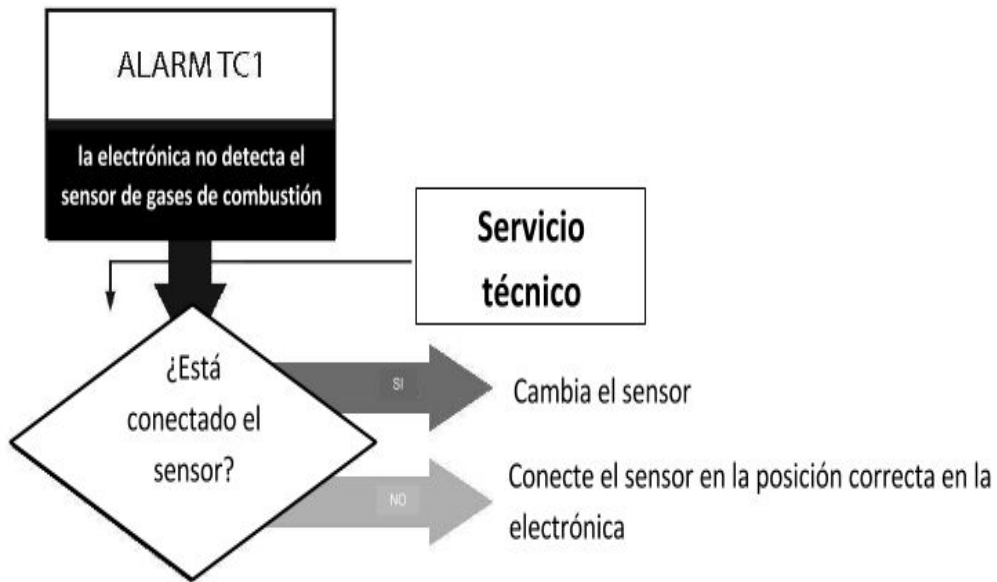 ALARM TC1
la electrónica no detecta el
sensor de gases de combustión
Servicio
técnico
¿Está
conectado el
sensor?
SI
Cambia el sensor
NO
Conecte el sensor en la posición correcta en la
electrónica